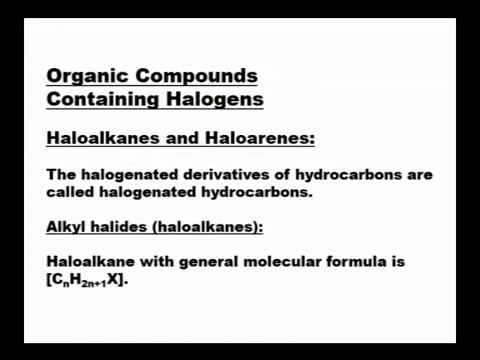 Organic Compounds
Containing Halogens
Haloalkanes and Haloarenes:
The halogenated derivatives of hydrocarbons are
called halogenated hydrocarbons.
Alkyl halides (haloalkanes):
Haloalkane with general molecular formula is
[CₙH₂ₙ₊₁X].